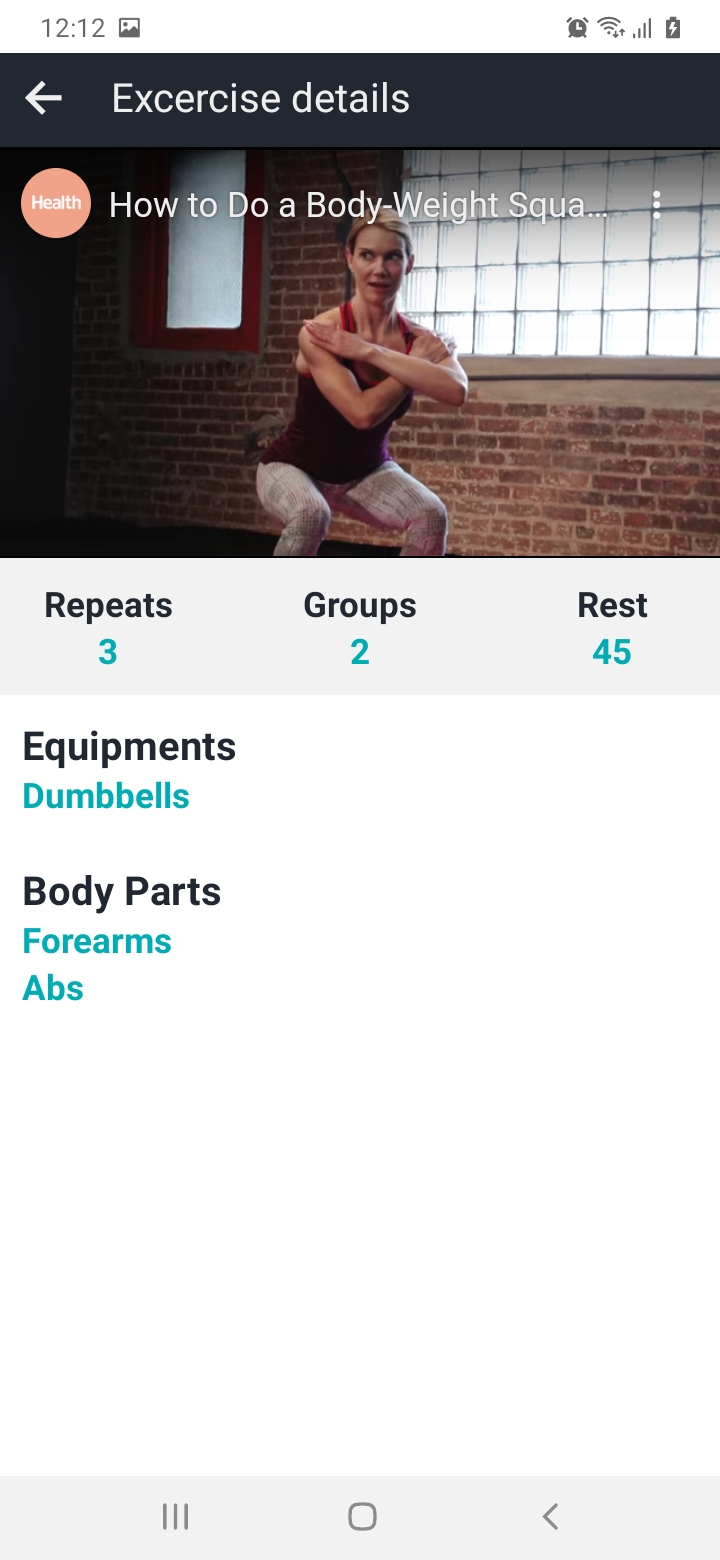 12:12
Excercise details
Health
How to Do a Body-Weight Squa…
Repeats Groups Rest
3 2 45
Equipments
Dumbbells
Body Parts
Forearms
Abs